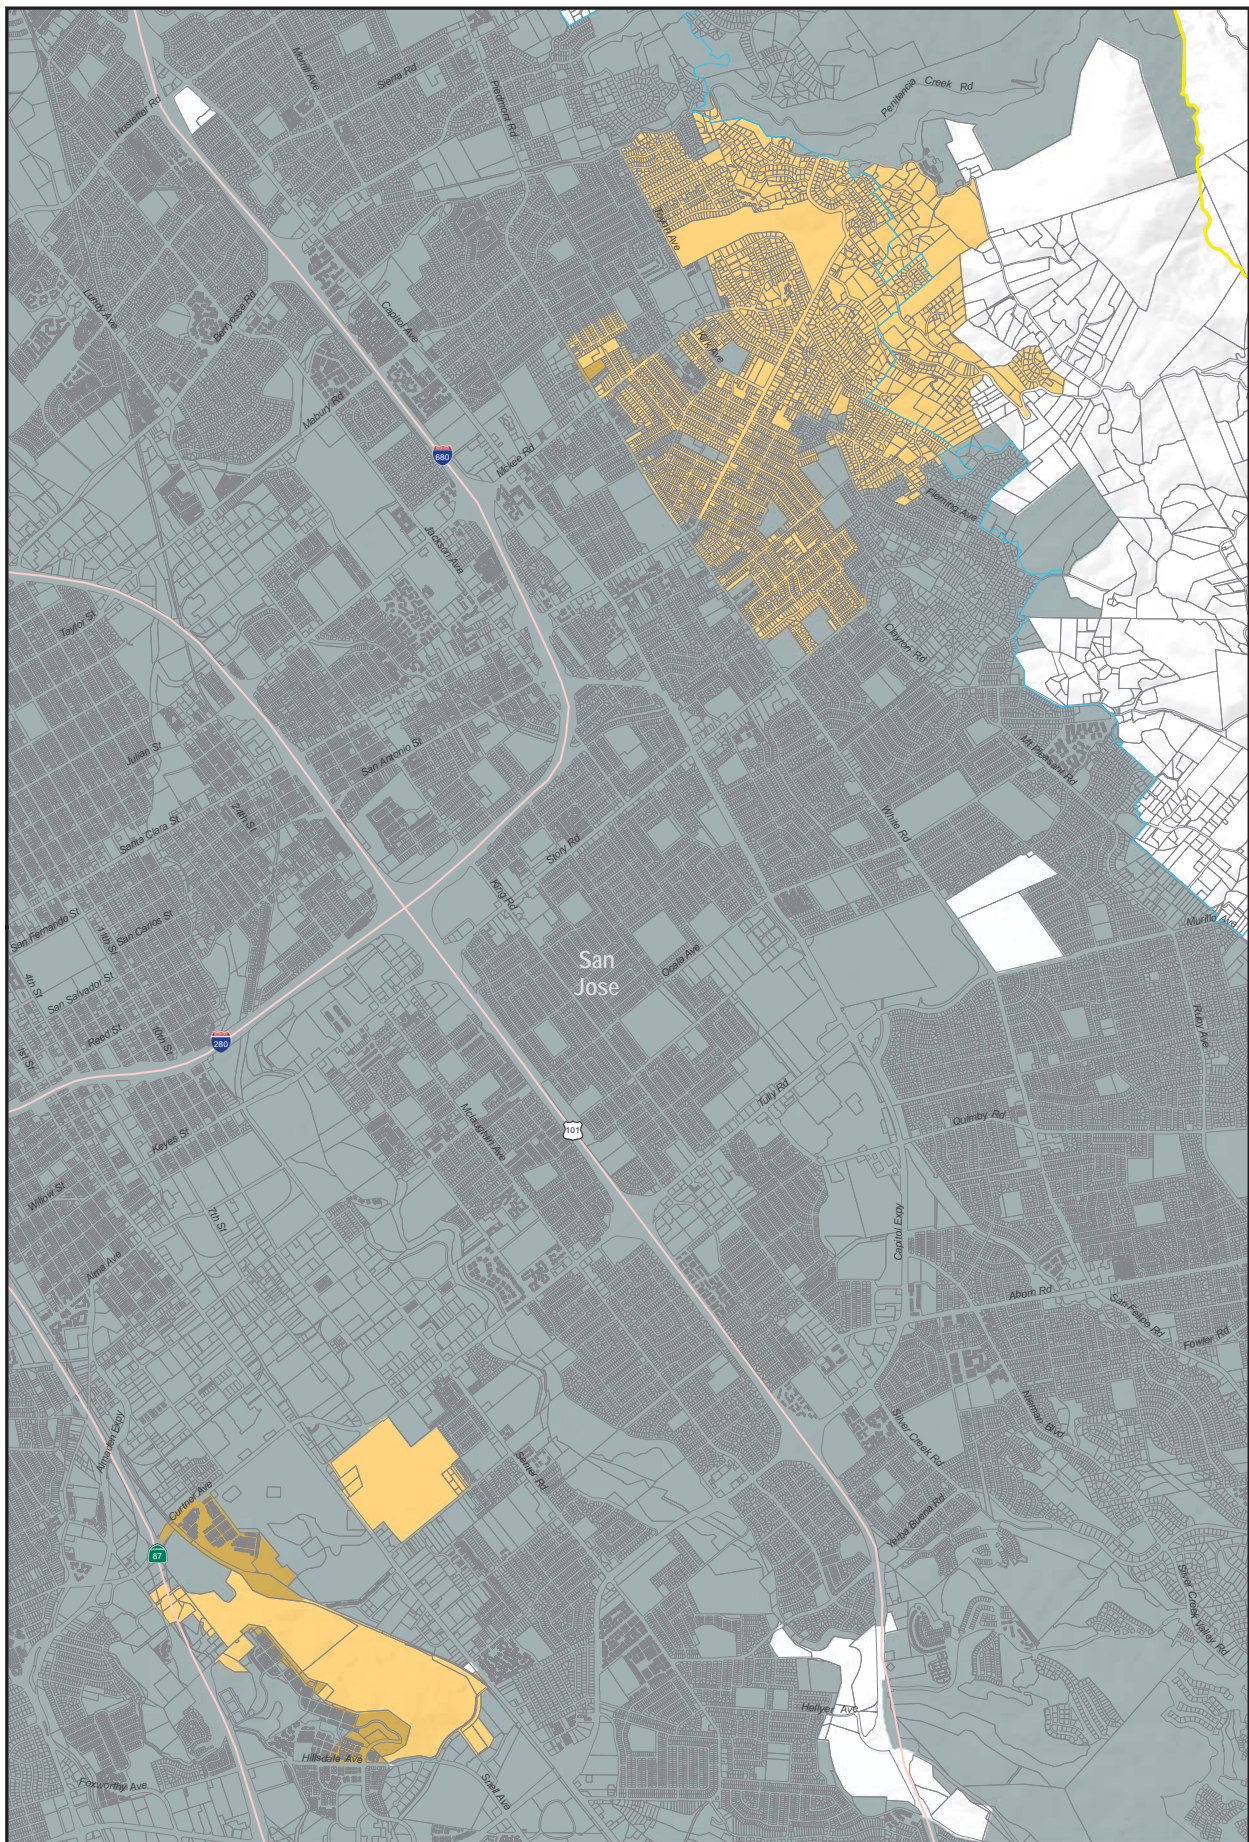 Morrill Ave
Sierra Rd
Piedmont Rd
Penitencia Creek Rd
Hostetter Rd
Toyon Ave
Lundy Ave
Berryessa Rd
Capitol Ave
Kirk Ave
Mabury Rd
680
Mckee Rd
Fleming Ave
Jackson Ave
Taylor St
Clayton Rd
Julian St
San Antonio St
Mt Pleasant Rd
24th St
Santa Clara St
White Rd
Story Rd
King Rd
San Fernando St
11th St
San Carlos St
Murillo Ave
San
Jose
Ocala Ave
4th St
San Salvador St
Ruby Ave
Reed St
10th St
280
1st St
Tully Rd
Mclaughlin Ave
101
Quimby Rd
Keyes St
Willow St
7th St
Capitol Expy
Alma Ave
Aborn Rd
San Felipe Rd
Fowler Rd
Nieman Blvd
Almaden Expy
Silver Creek Rd
Senter Rd
Curtner Ave
Yerba Buena Rd
87
Silver Creek Valley Rd
Hellyer Ave
Hillsdale Ave
Snell Ave
Foxworthy Ave